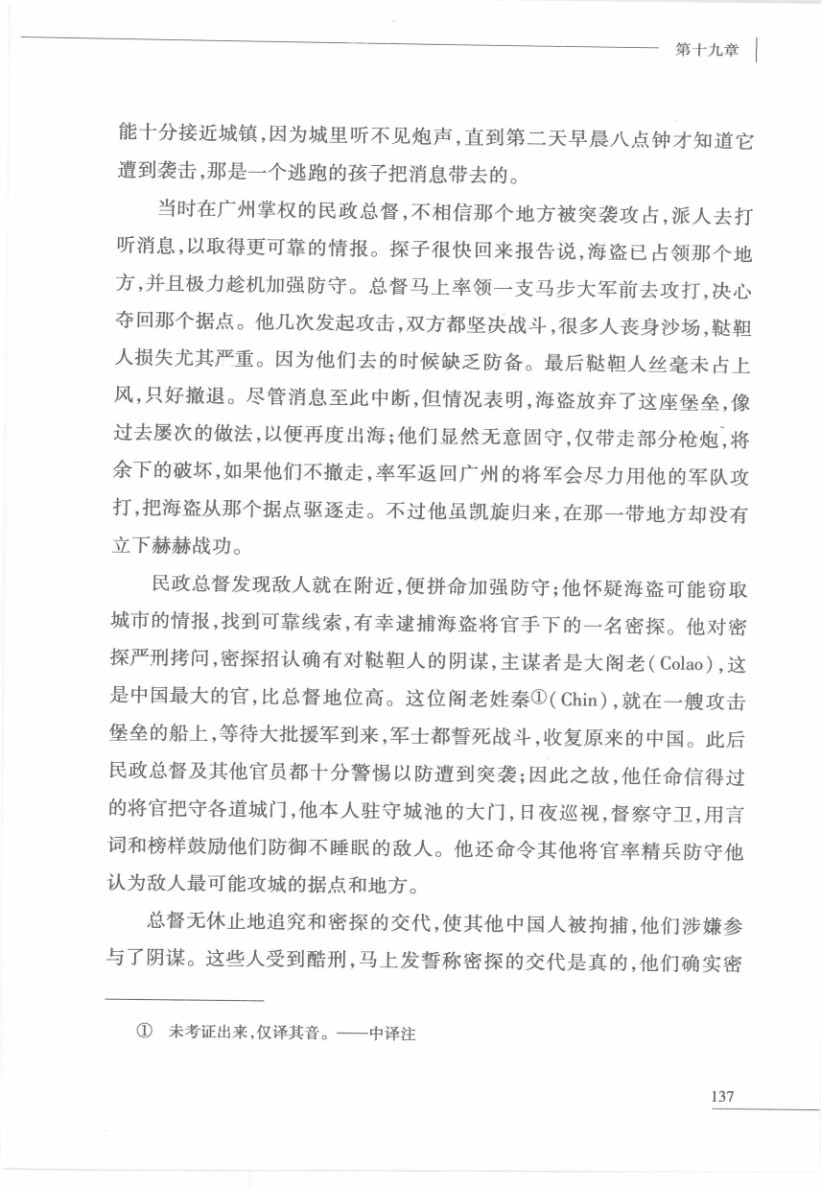 第十九章
能十分接近城镇,因为城里听不见炮声,直到第二天早晨八点钟才知道它
遭到袭击,那是一个逃跑的孩子把消息带去的。
当时在广州掌权的民政总督,不相信那个地方被突袭攻占,派人去打
听消息,以取得更可靠的情报。探子很快回来报告说,海盗已占领那个地
方,并且极力趁机加强防守。总督马上率领一支马步大军前去攻打,决心
夺回那个据点。他几次发起攻击,双方都坚决战斗,很多人丧身沙场,鞑靼
人损失尤其严重。因为他们去的时候缺乏防备。最后鞑靼人丝毫未占上
风,只好撤退。尽管消息至此中断,但情况表明,海盗放弃了这座堡垒,像
过去屡次的做法,以便再度出海;他们显然无意固守,仅带走部分枪炮,将
余下的破坏,如果他们不撤走,率军返回广州的将军会尽力用他的军队攻
打,把海盗从那个据点驱逐走。不过他虽凯旋归来,在那一带地方却没有
立下赫赫战功。
民政总督发现敌人就在附近,便拼命加强防守;他怀疑海盗可能窃取
城市的情报,找到可靠线索,有幸逮捕海盗将官手下的一名密探。他对密
探严刑拷问,密探招认确有对鞑靼人的阴谋,主谋者是大阁老(Colao),这
是中国最大的官,比总督地位高。这位阁老姓秦①(Chin),就在一艘攻击
堡垒的船上,等待大批援军到来,军士都誓死战斗,收复原来的中国。此后
民政总督及其他官员都十分警惕以防遭到突袭;因此之故,他任命信得过
的将官把守各道城门,他本人驻守城池的大门,日夜巡视,督察守卫,用言
词和榜样鼓励他们防御不睡眠的敌人。他还命令其他将官率精兵防守他
认为敌人最可能攻城的据点和地方。
总督无休止地追究和密探的交代,使其他中国人被拘捕,他们涉嫌参
与了阴谋。这些人受到酷刑,马上发誓称密探的交代是真的,他们确实密
① 未考证出来,仅译其音。——中译注
137